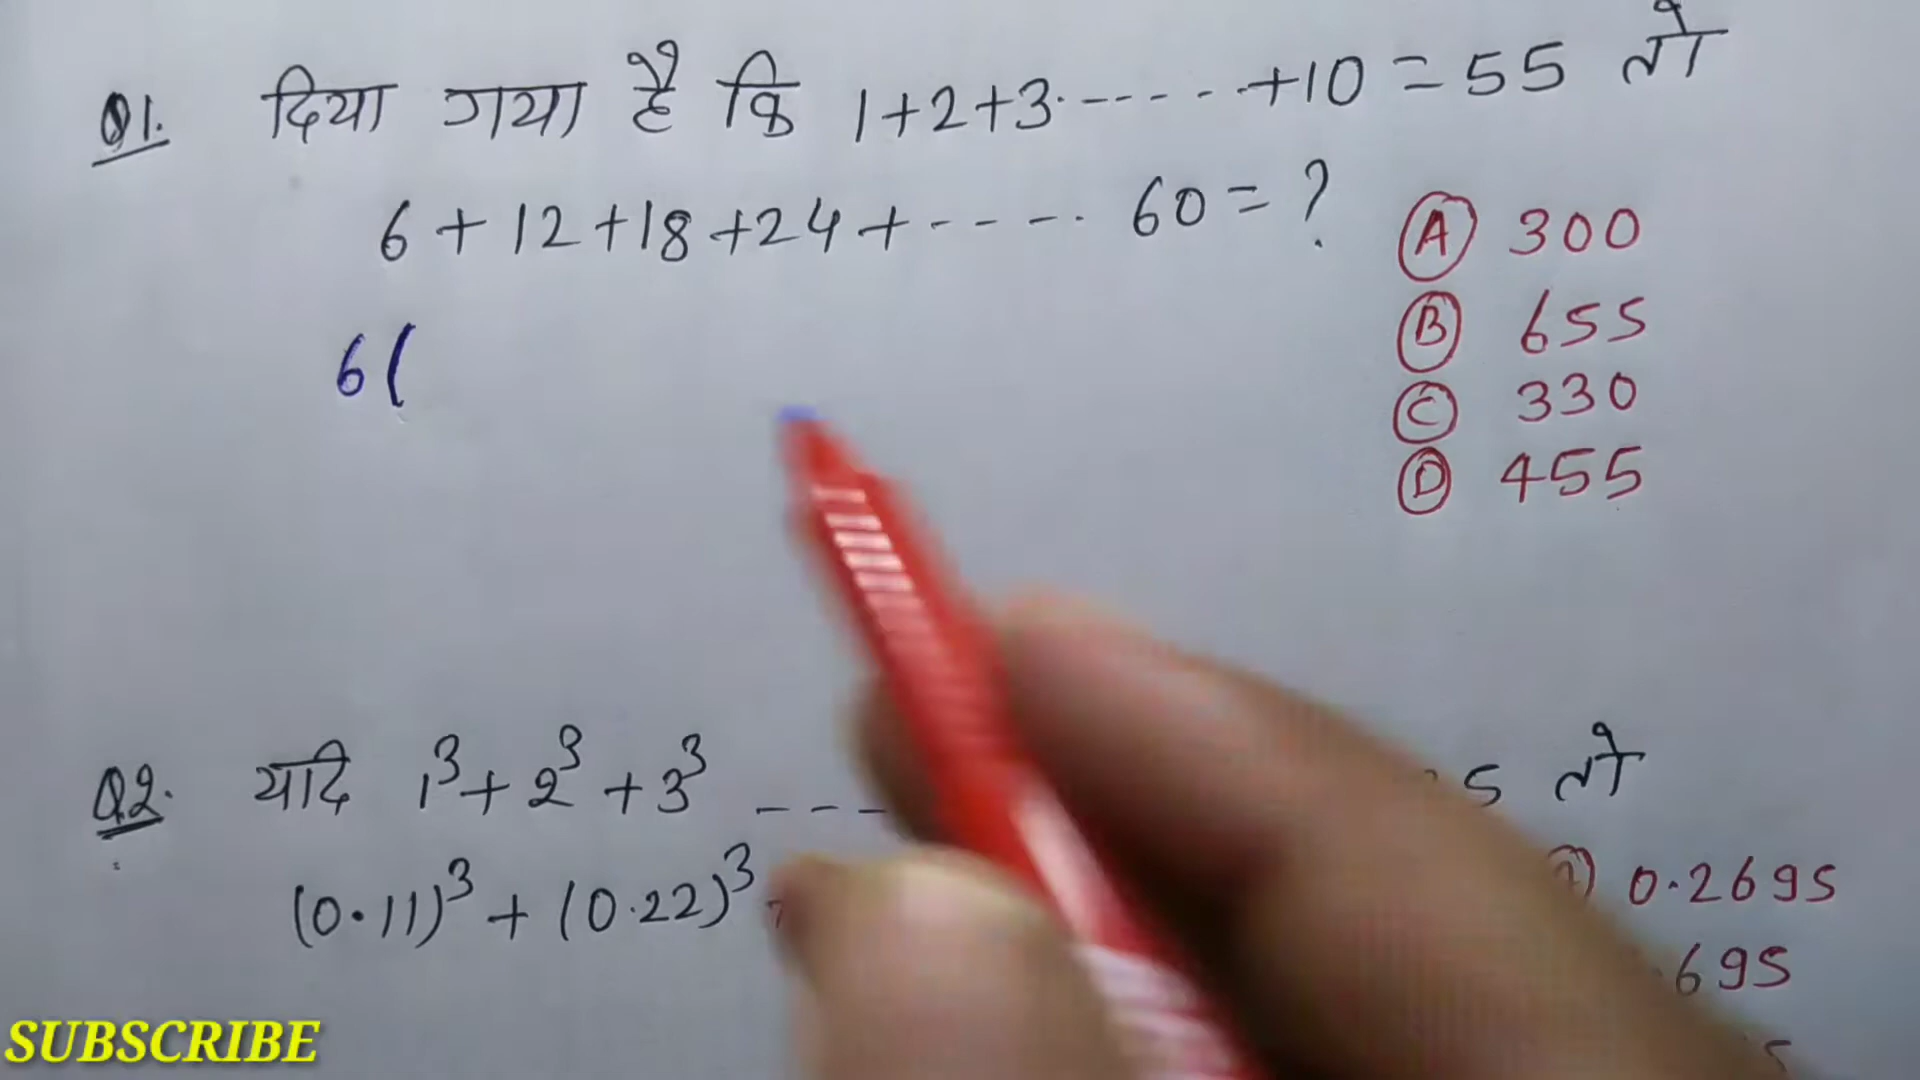 Q1. दिया गया है कि 1+2+3------+10 = 55 तो
6+12+18+24+---- 60 = ?
(A) 300
(B) 655
(C) 330
(D) 455
6(
Q2. यदि 1³+2³+3³ --- 5 तो
(0.11)³+(0.22)³
0.2695
695
SUBSCRIBE